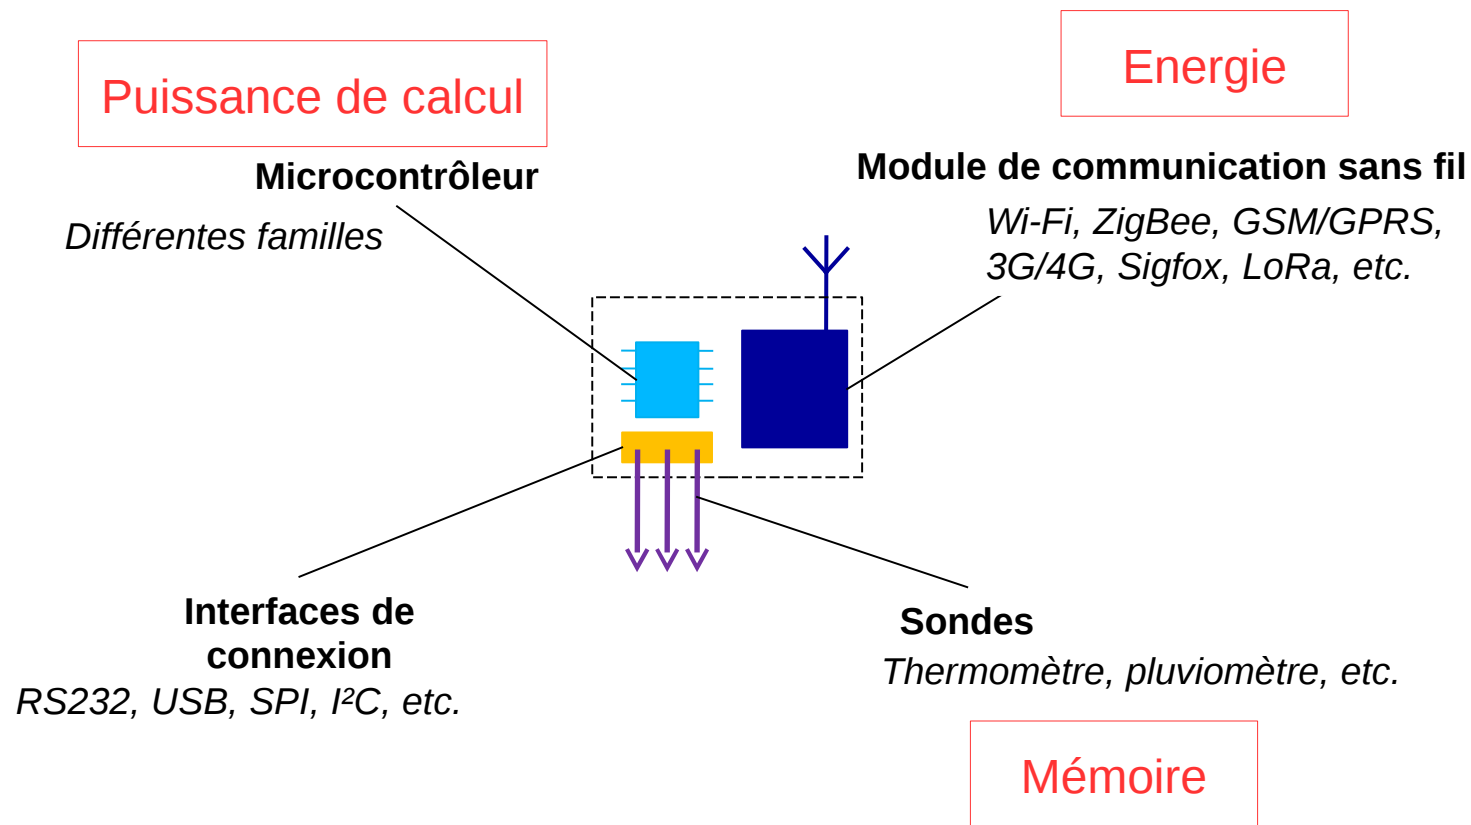 Puissance de calcul
Energie
Microcontrôleur
Différentes familles
Module de communication sans fil
Wi-Fi, ZigBee, GSM/GPRS,
3G/4G, Sigfox, LoRa, etc.
Interfaces de
connexion
RS232, USB, SPI, I²C, etc.
Sondes
Thermomètre, pluviomètre, etc.
Mémoire